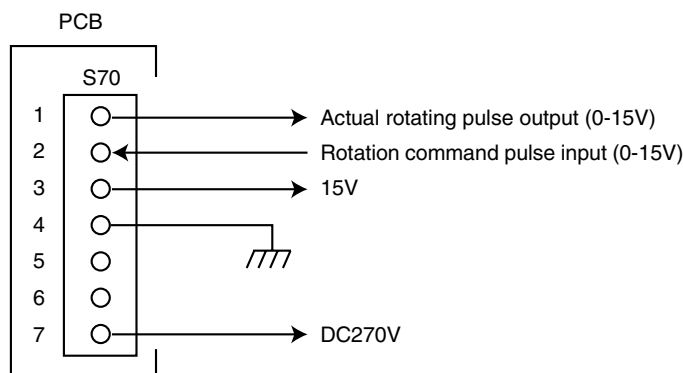 PCB
S70
1 Actual rotating pulse output (0-15V)
2 Rotation command pulse input (0-15V)
3 15V
4
5
6
7 DC270V